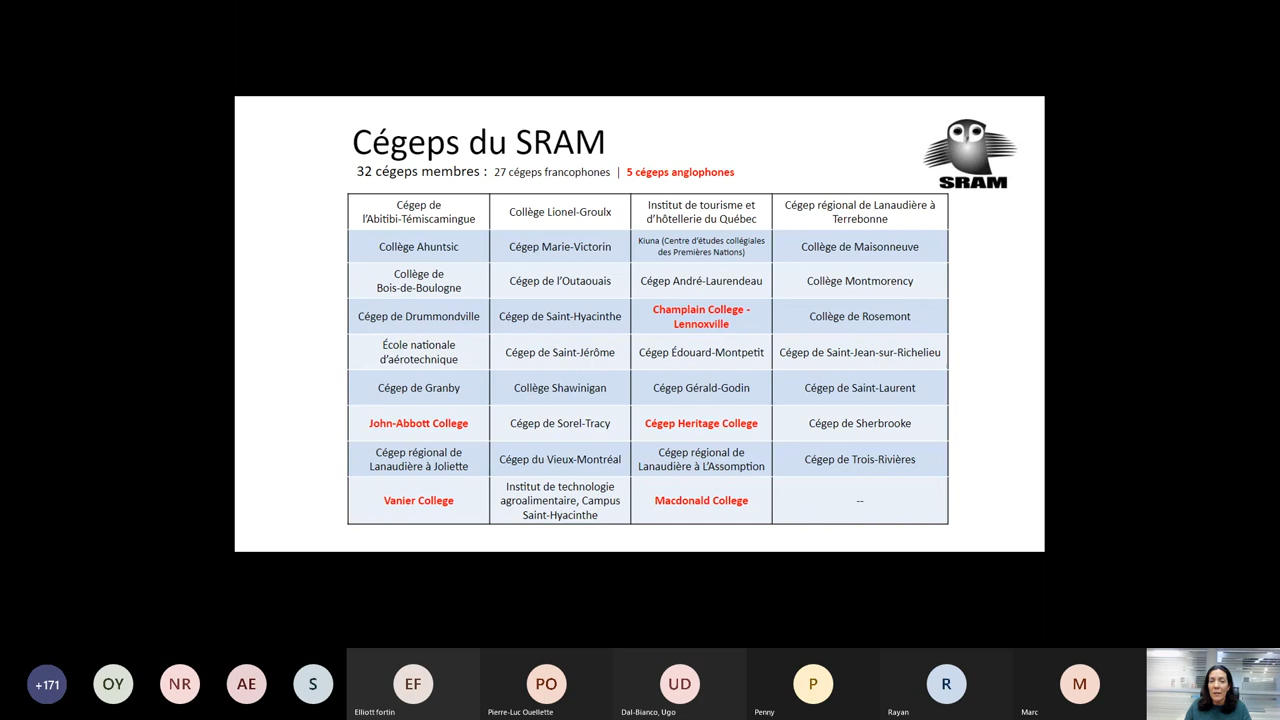 Cégeps du SRAM
32 cégeps membres : 27 cégeps francophones | 5 cégeps anglophones
SRAM
Cégep de
l'Abitibi-Témiscamingue
Collège Lionel-Groulx
Institut de tourisme et
d'hôtellerie du Québec
Cégep régional de Lanaudière à
Terrebonne
Collège Ahuntsic
Cégep Marie-Victorin
Kiuna (Centre d'études collégiales
des Premières Nations)
Collège de Maisonneuve
Collège de
Bois-de-Boulogne
Cégep de l'Outaouais
Cégep André-Laurendeau
Collège Montmorency
Cégep de Drummondville
Cégep de Saint-Hyacinthe
Champlain College -
Lennoxville
Collège de Rosemont
École nationale
d'aérotechnique
Cégep de Saint-Jérôme
Cégep Édouard-Montpetit
Cégep de Saint-Jean-sur-Richelieu
Cégep de Granby
Collège Shawinigan
Cégep Gérald-Godin
Cégep de Saint-Laurent
John-Abbott College
Cégep de Sorel-Tracy
Cégep Heritage College
Cégep de Sherbrooke
Cégep régional de
Lanaudière à Joliette
Cégep du Vieux-Montréal
Cégep régional de
Lanaudière à L'Assomption
Cégep de Trois-Rivières
Vanier College
Institut de technologie
agroalimentaire, Campus
Saint-Hyacinthe
Macdonald College
--
+171
OY
NR
AE
S
EF
PO
UD
P
R
M
Elliott fortin
Pierre-Luc Ouellette
Dal-Bianco, Ugo
Penny
Rayan
Marc